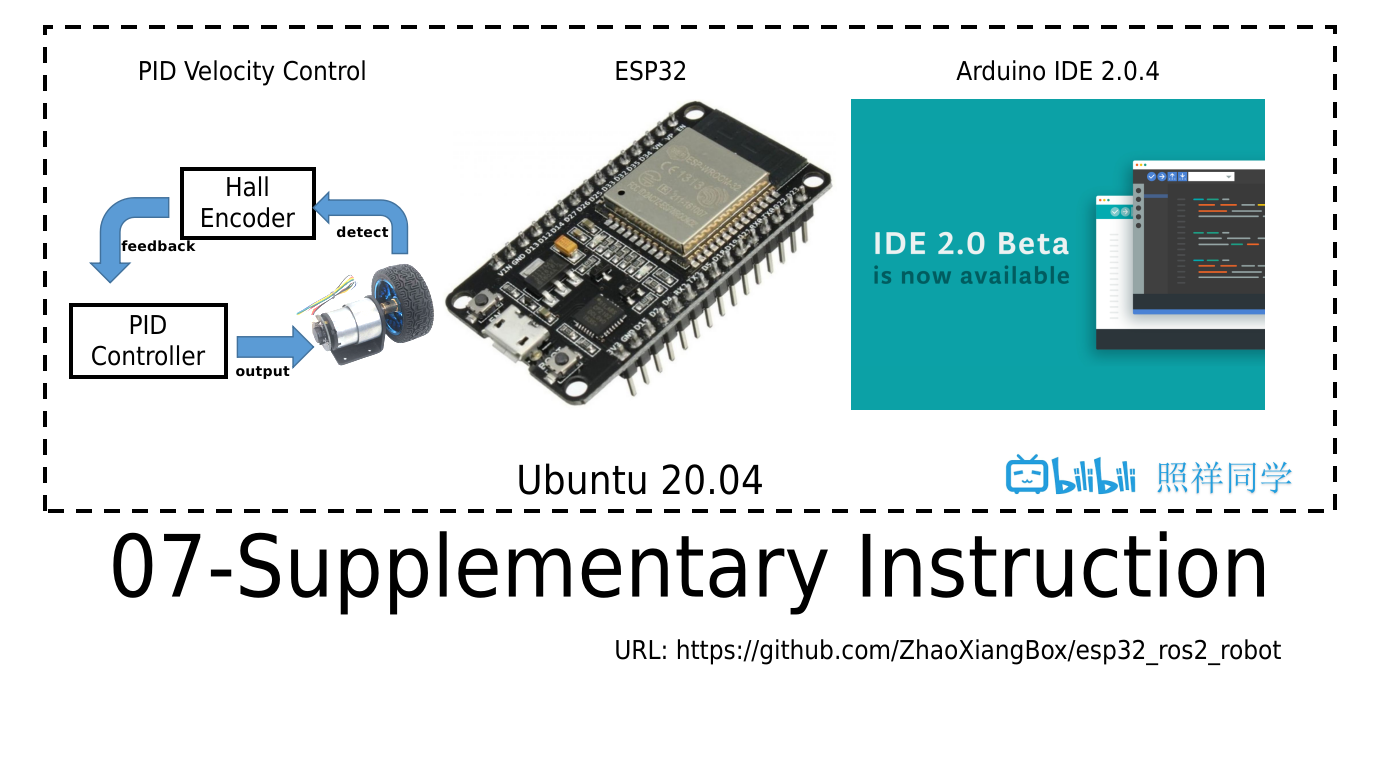 PID Velocity Control
ESP32
Arduino IDE 2.0.4
Hall
Encoder
feedback
detect
PID
Controller
output
IDE 2.0 Beta
is now available
Ubuntu 20.04
bilibili 照祥同学
07-Supplementary Instruction
URL: https://github.com/ZhaoXiangBox/esp32_ros2_robot